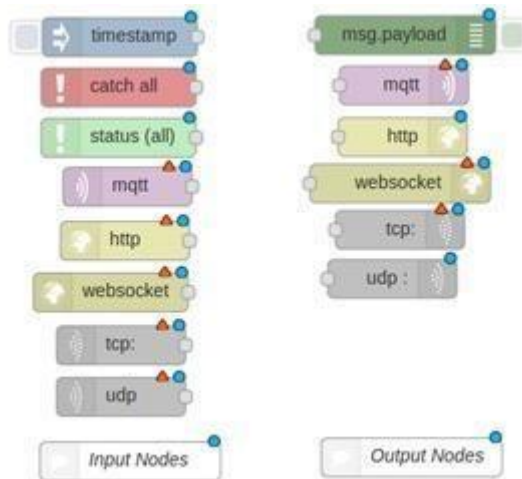 timestamp
catch all
status (all)
mqtt
http
websocket
tcp:
udp
Input Nodes
msg.payload
mqtt
http
websocket
tcp:
udp :
Output Nodes